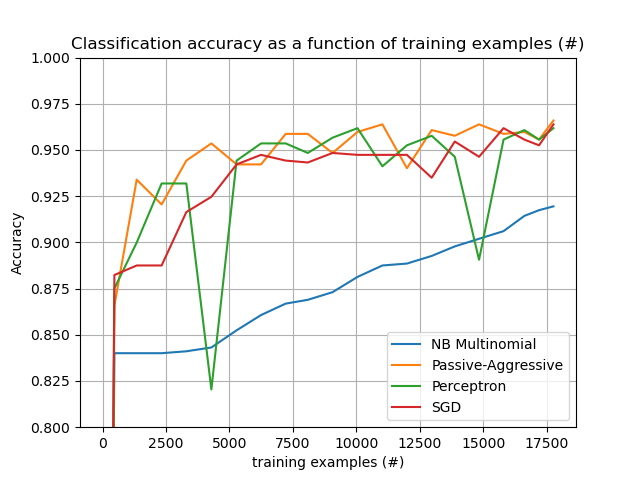 Classification accuracy as a function of training examples (#)
1.000
0.975
0.950
0.925
0.900
0.875
0.850
0.825
0.800
Accuracy
NB Multinomial
Passive-Aggressive
Perceptron
SGD
0 2500 5000 7500 10000 12500 15000 17500
training examples (#)